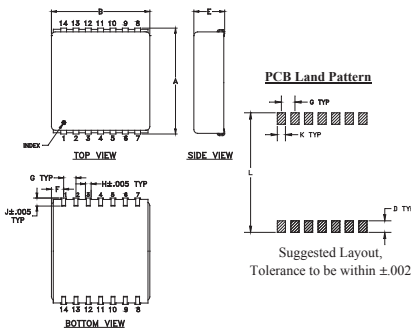 B
E
14 13 12 11 10 9 8
A
INDEX
1 2 3 4 5 6 7
TOP VIEW
SIDE VIEW
PCB Land Pattern
G TYP
K TYP
L
D TY
Suggested Layout,
Tolerance to be within ±.002
G TYP
F
H±.005 TYP
1 2 3 4 5 6 7
J±.005
TYP
14 13 12 11 10 9 8
BOTTOM VIEW